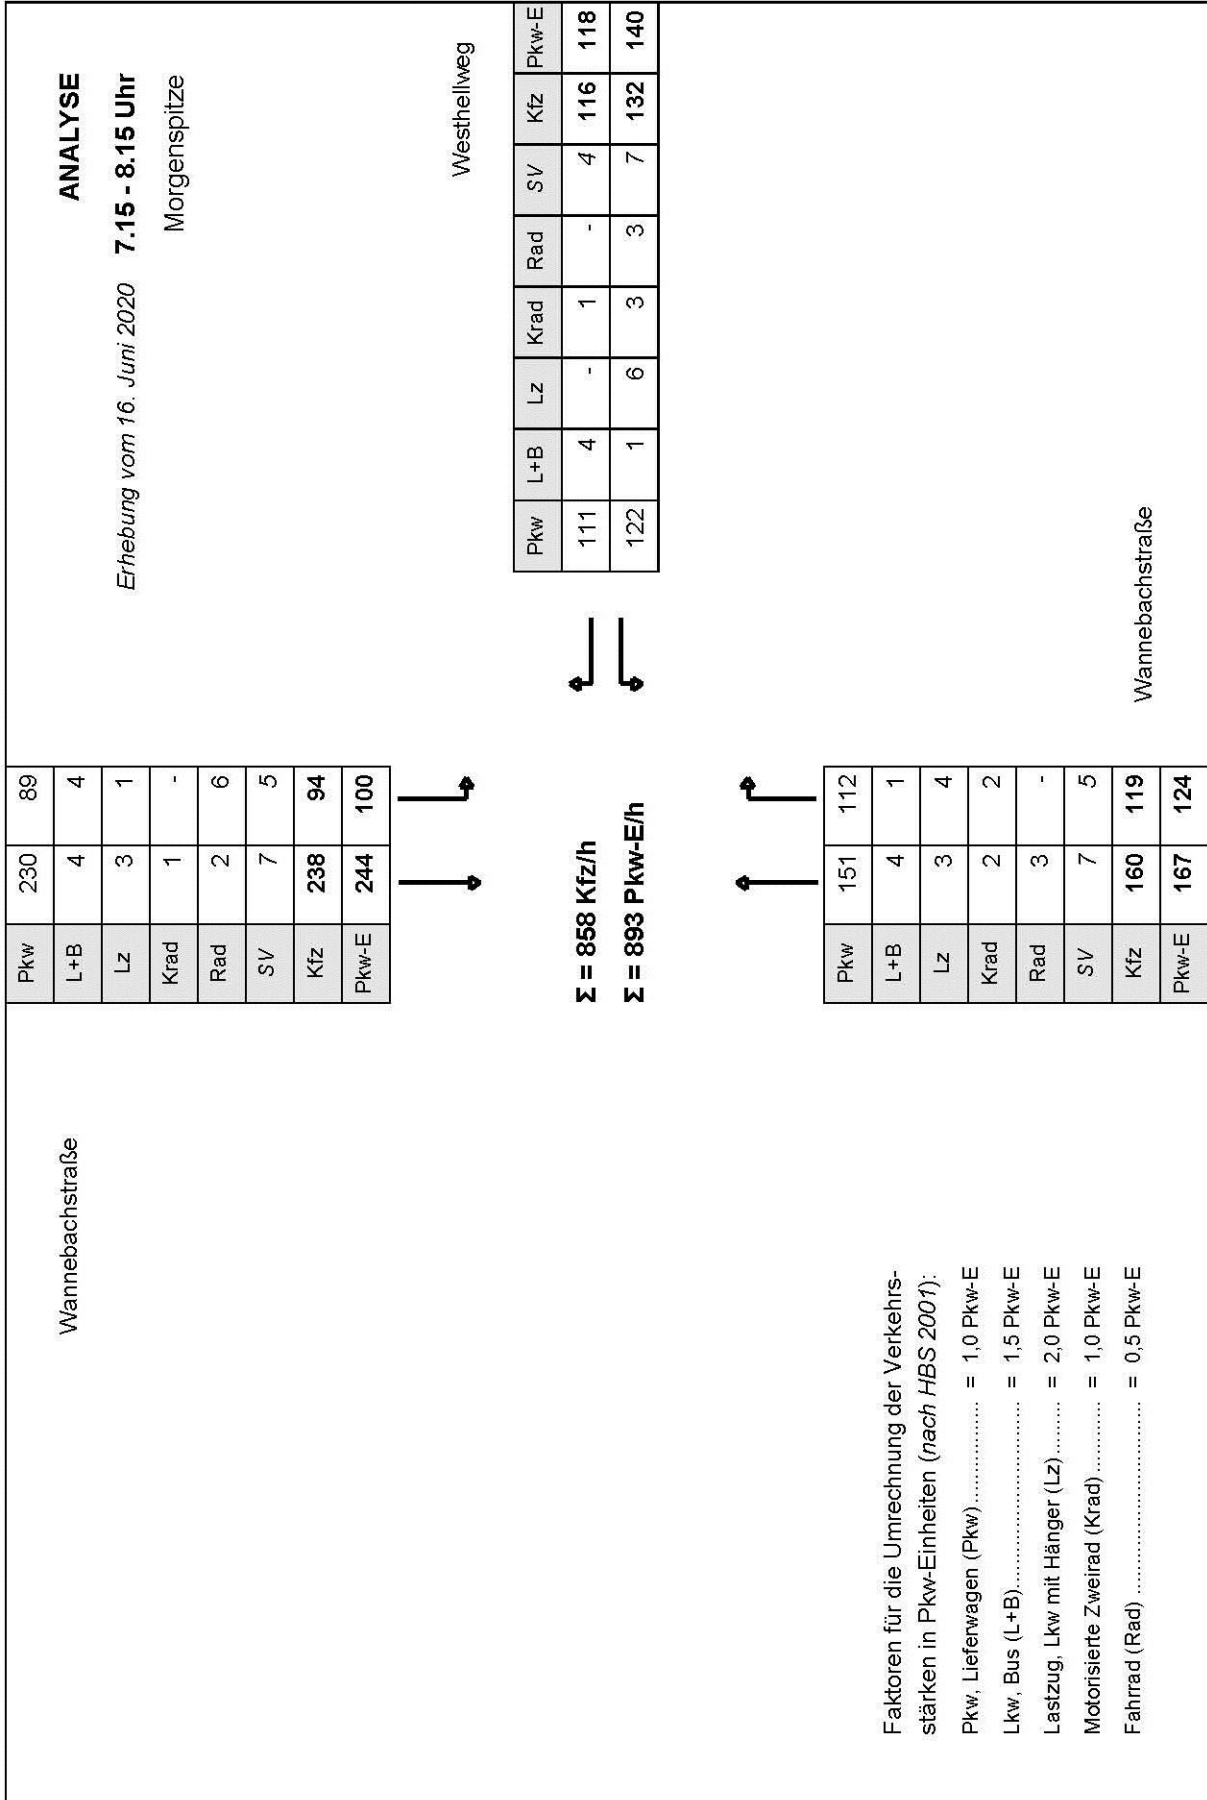 ANALYSE
Erhebung vom 16. Juni 2020 7.15 - 8.15 Uhr
Morgenspitze
Wannebachstraße
Pkw 230 89
L+B 4 4
Lz 3 1
Krad 1 -
Rad 2 6
SV 7 5
Kfz 238 94
Pkw-E 244 100
Westhellweg
Pkw L+B Lz Krad Rad SV Kfz Pkw-E
111 4 - 1 - 4 116 118
122 1 6 3 3 7 132 140
Σ = 858 Kfz/h
Σ = 893 Pkw-E/h
Pkw 151 112
L+B 4 1
Lz 3 4
Krad 2 2
Rad 3 -
SV 7 5
Kfz 160 119
Pkw-E 167 124
Wannebachstraße
Faktoren für die Umrechnung der Verkehrs-
stärken in Pkw-Einheiten (nach HBS 2001):
Pkw, Lieferwagen (Pkw)................ = 1,0 Pkw-E
Lkw, Bus (L+B)................................ = 1,5 Pkw-E
Lastzug, Lkw mit Hänger (Lz)......... = 2,0 Pkw-E
Motorisierte Zweirad (Krad)............ = 1,0 Pkw-E
Fahrrad (Rad) ................................. = 0,5 Pkw-E